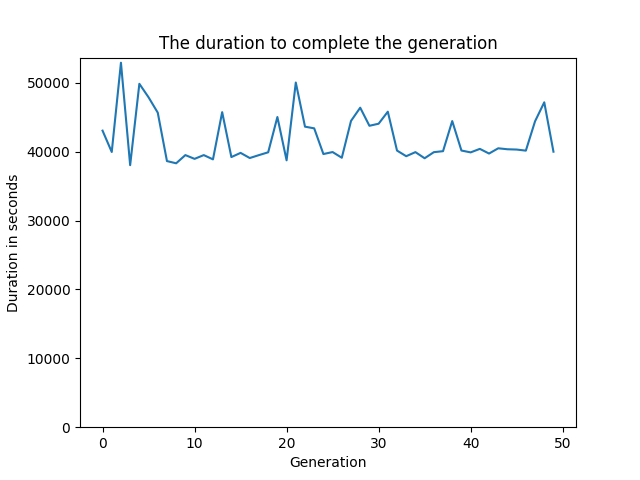 The duration to complete the generation
50000
40000
30000
20000
10000
0
Duration in seconds
0 10 20 30 40 50
Generation